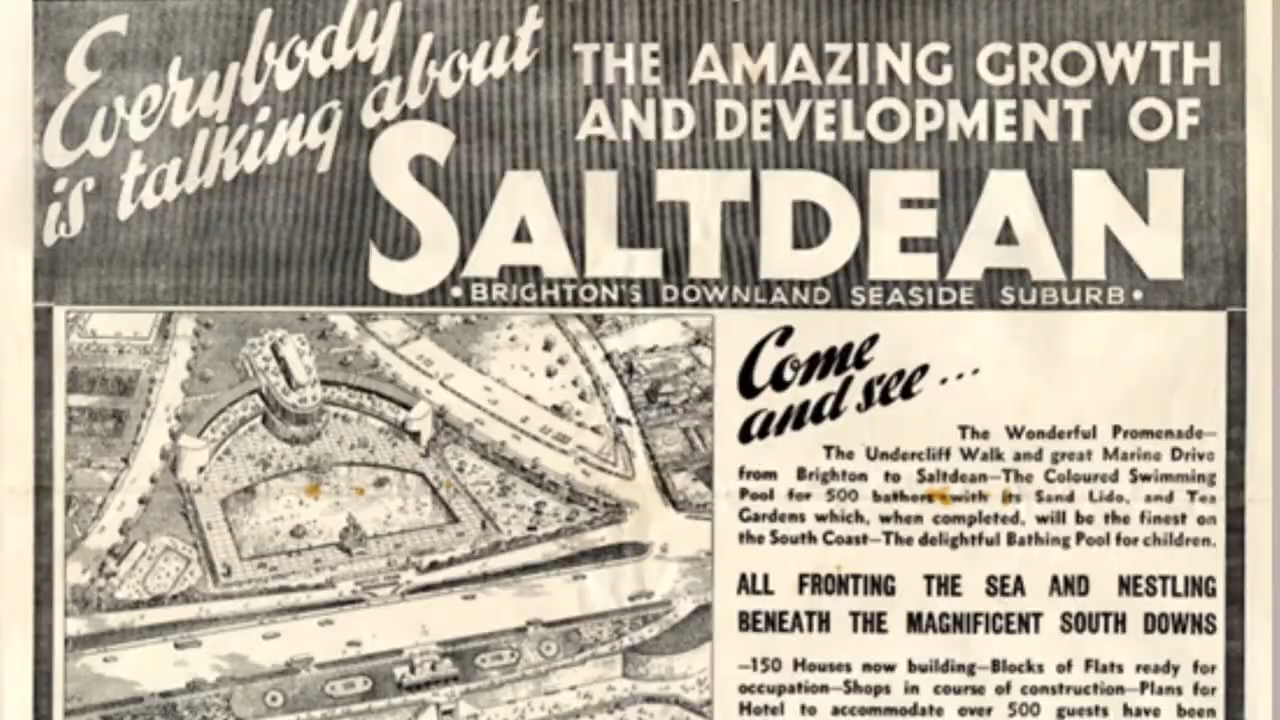 Everybody
is talking about
THE AMAZING GROWTH
AND DEVELOPMENT OF
SALTDEAN
• BRIGHTON'S DOWNLAND SEASIDE SUBURB •
Come
and see...
The Wonderful Promenade—
The Undercliff Walk and great Marine Drive
from Brighton to Saltdean—The Coloured Swimming
Pool for 500 bathers with its Sand Lido, and Tea
Gardens which, when completed, will be the finest on
the South Coast—The delightful Bathing Pool for children.
ALL FRONTING THE SEA AND NESTLING
BENEATH THE MAGNIFICENT SOUTH DOWNS
—150 Houses now building—Blocks of Flats ready for
occupation—Shops in course of construction—Plans for
Hotel to accommodate over 500 guests have been